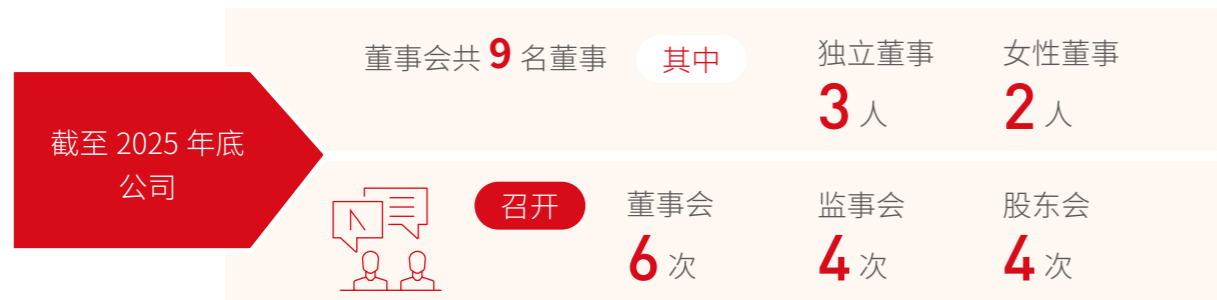 截至 2025 年底
公司
董事会共 9 名董事
其中
独立董事
3 人
女性董事
2 人
召开
董事会
6 次
监事会
4 次
股东会
4 次